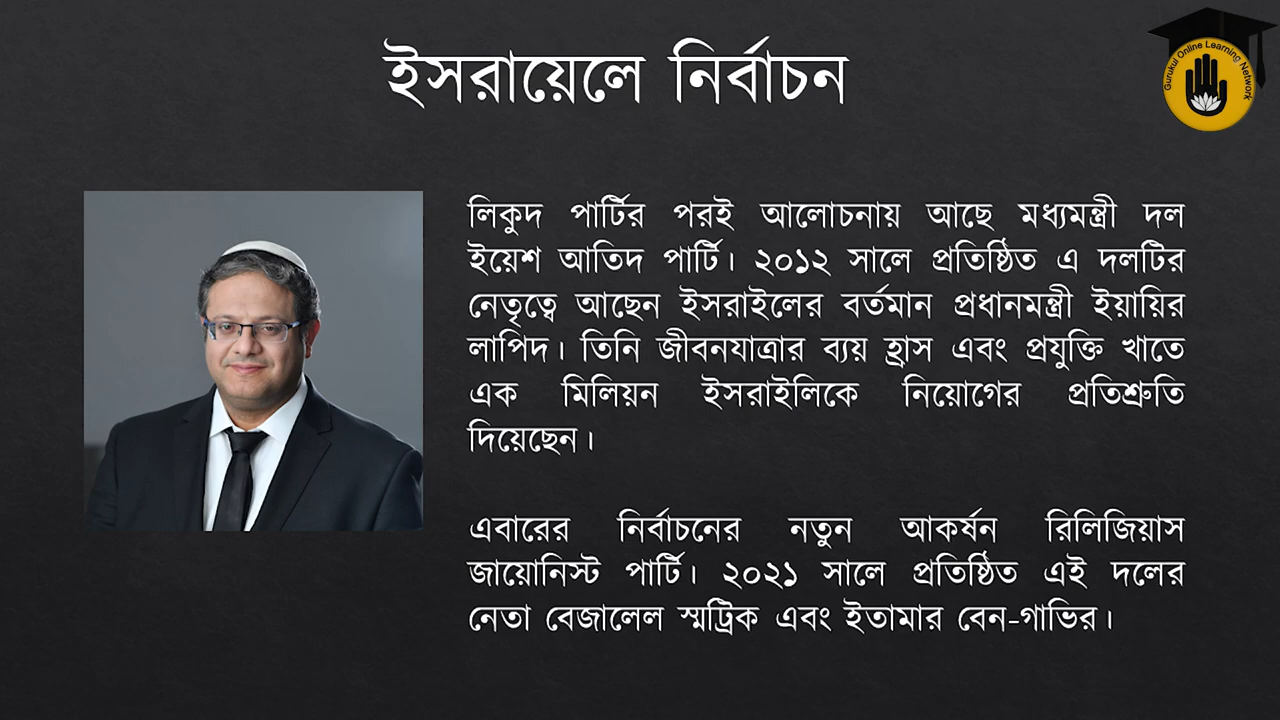 ইসরায়েলে নির্বাচন
Gurukul Online Learning Network
লিকুদ পার্টির পরই আলোচনায় আছে মধ্যমন্ত্রী দল
ইয়েশ আতিদ পার্টি। ২০১২ সালে প্রতিষ্ঠিত এ দলটির
নেতৃত্বে আছেন ইসরাইলের বর্তমান প্রধানমন্ত্রী ইয়ায়ির
লাপিদ। তিনি জীবনযাত্রার ব্যয় হ্রাস এবং প্রযুক্তি খাতে
এক মিলিয়ন ইসরাইলিকে নিয়োগের প্রতিশ্রুতি
দিয়েছেন।
এবারের নির্বাচনের নতুন আকর্ষন রিলিজিয়াস
জায়োনিস্ট পার্টি। ২০২১ সালে প্রতিষ্ঠিত এই দলের
নেতা বেজালেল স্মট্রিক এবং ইতামার বেন-গাভির।